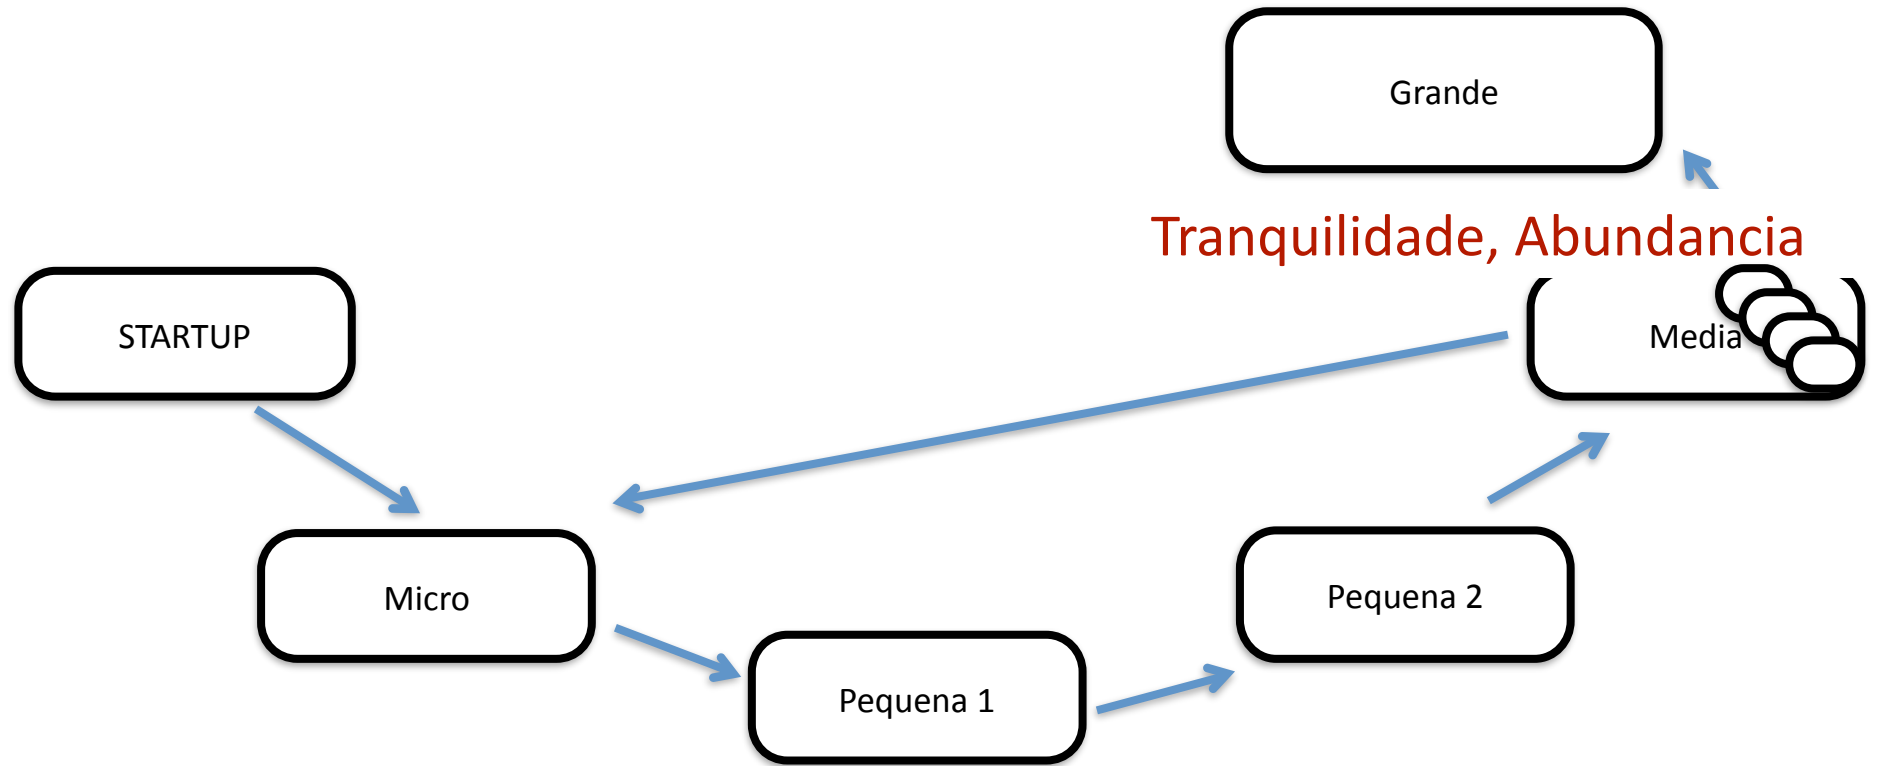 Grande
Tranquilidade, Abundancia
STARTUP
Media
Micro
Pequena 2
Pequena 1